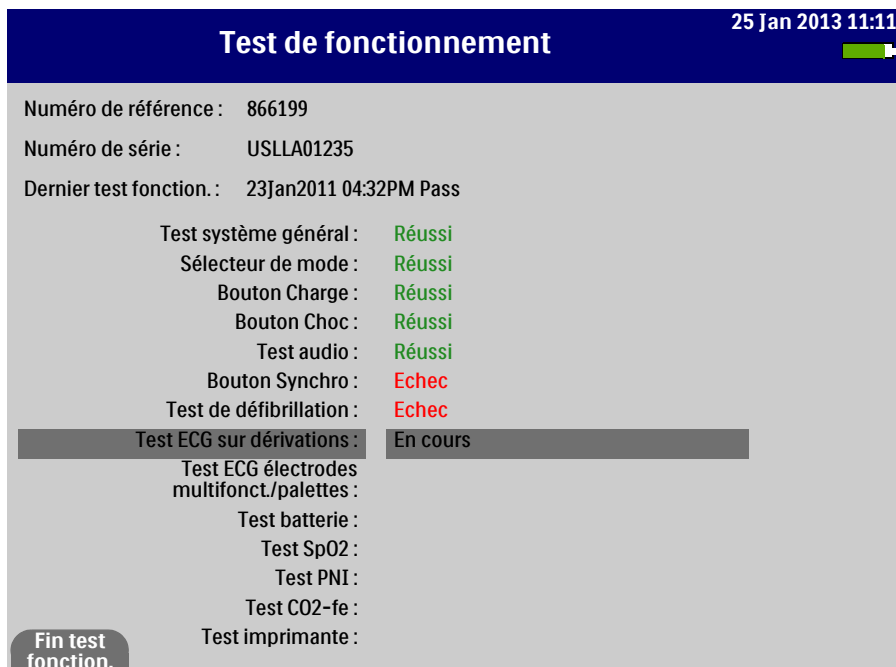 Test de fonctionnement
25 Jan 2013 11:11
Numéro de référence : 866199
Numéro de série : USLLA01235
Dernier test fonction. : 23Jan2011 04:32PM Pass
Test système général : Réussi
Sélecteur de mode : Réussi
Bouton Charge : Réussi
Bouton Choc : Réussi
Test audio : Réussi
Bouton Synchro : Echec
Test de défibrillation : Echec
Test ECG sur dérivations : En cours
Test ECG électrodes
multifonct./palettes :
Test batterie :
Test SpO2 :
Test PNI :
Test CO2-fe :
Test imprimante :
Fin test
fonction.